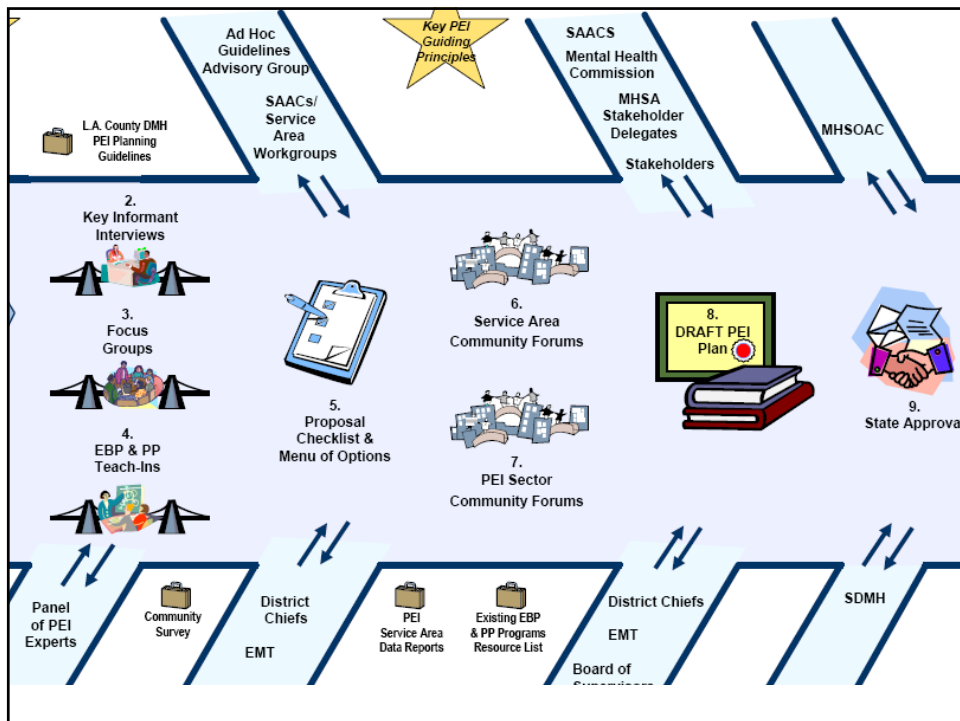 Ad Hoc
Guidelines
Advisory Group
SAACs/
Service
Area
Workgroups
Key PEI
Guiding
Principles
SAACS
Mental Health
Commission
MHSA
Stakeholder
Delegates
Stakeholders
MHSOAC
L.A. County DMH
PEI Planning
Guidelines
2.
Key Informant
Interviews
3.
Focus
Groups
4.
EBP & PP
Teach-Ins
5.
Proposal
Checklist &
Menu of Options
6.
Service Area
Community Forums
7.
PEI Sector
Community Forums
8.
DRAFT PEI
Plan
9.
State Approva
Panel
of PEI
Experts
Community
Survey
District
Chiefs
EMT
PEI
Service Area
Data Reports
Existing EBP
& PP Programs
Resource List
District Chiefs
EMT
Board of
Supervisors
SDMH